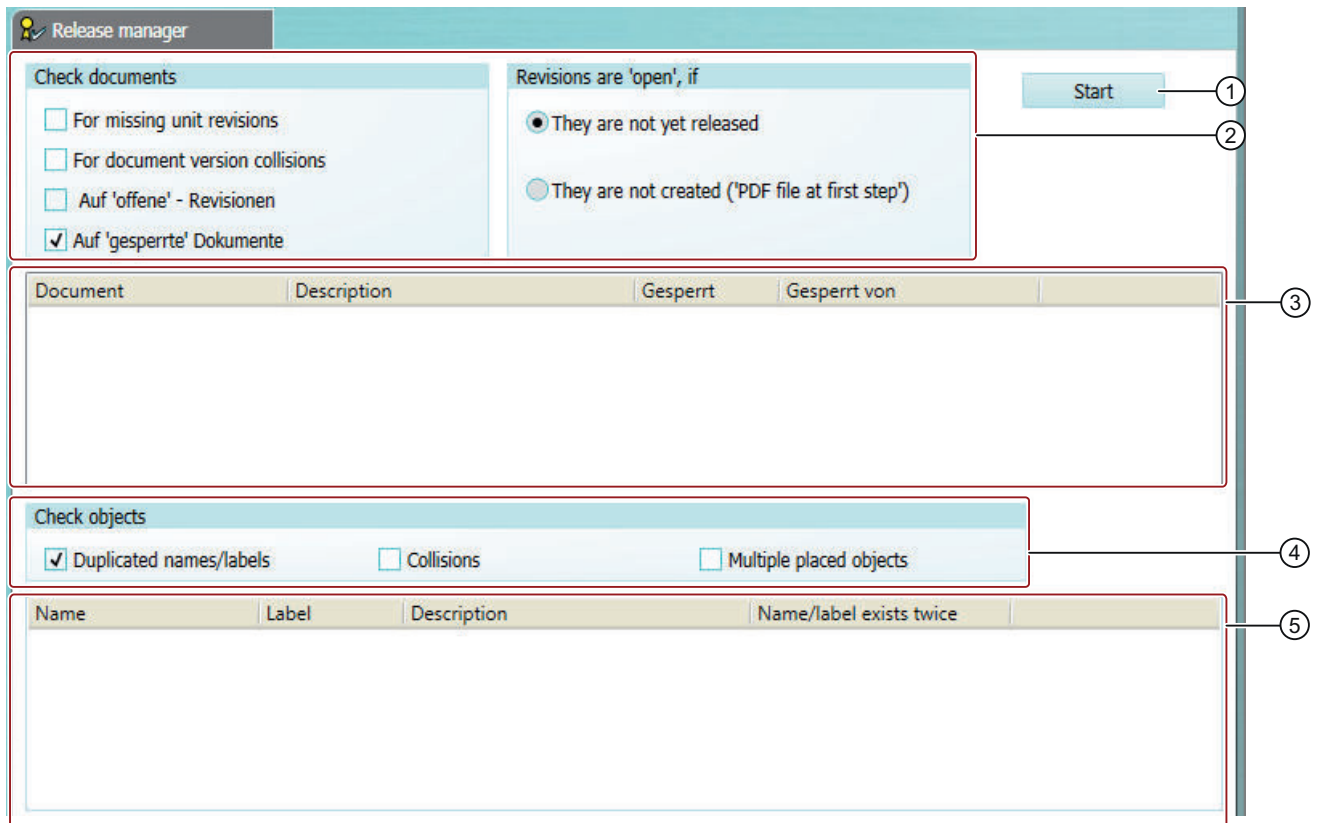 Release manager
Check documents
For missing unit revisions
For document version collisions
Auf 'offene' - Revisionen
Auf 'gesperrte' Dokumente
Revisions are 'open', if
They are not yet released
They are not created ('PDF file at first step')
Start
1
2
Document Description Gesperrt Gesperrt von
3
Check objects
Duplicated names/labels Collisions Multiple placed objects
4
Name Label Description Name/label exists twice
5